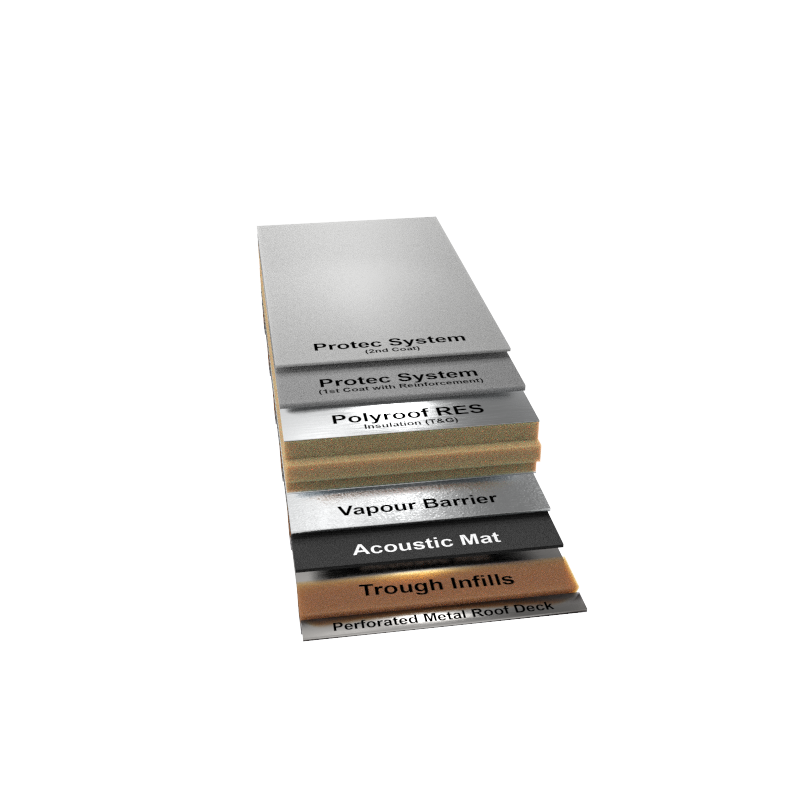 Protec System
(2nd Coat)
Protec System
(1st Coat with Reinforcement)
Polyroof RES
Insulation (T&G)
Vapour Barrier
Acoustic Mat
Trough Infills
Perforated Metal Roof Deck